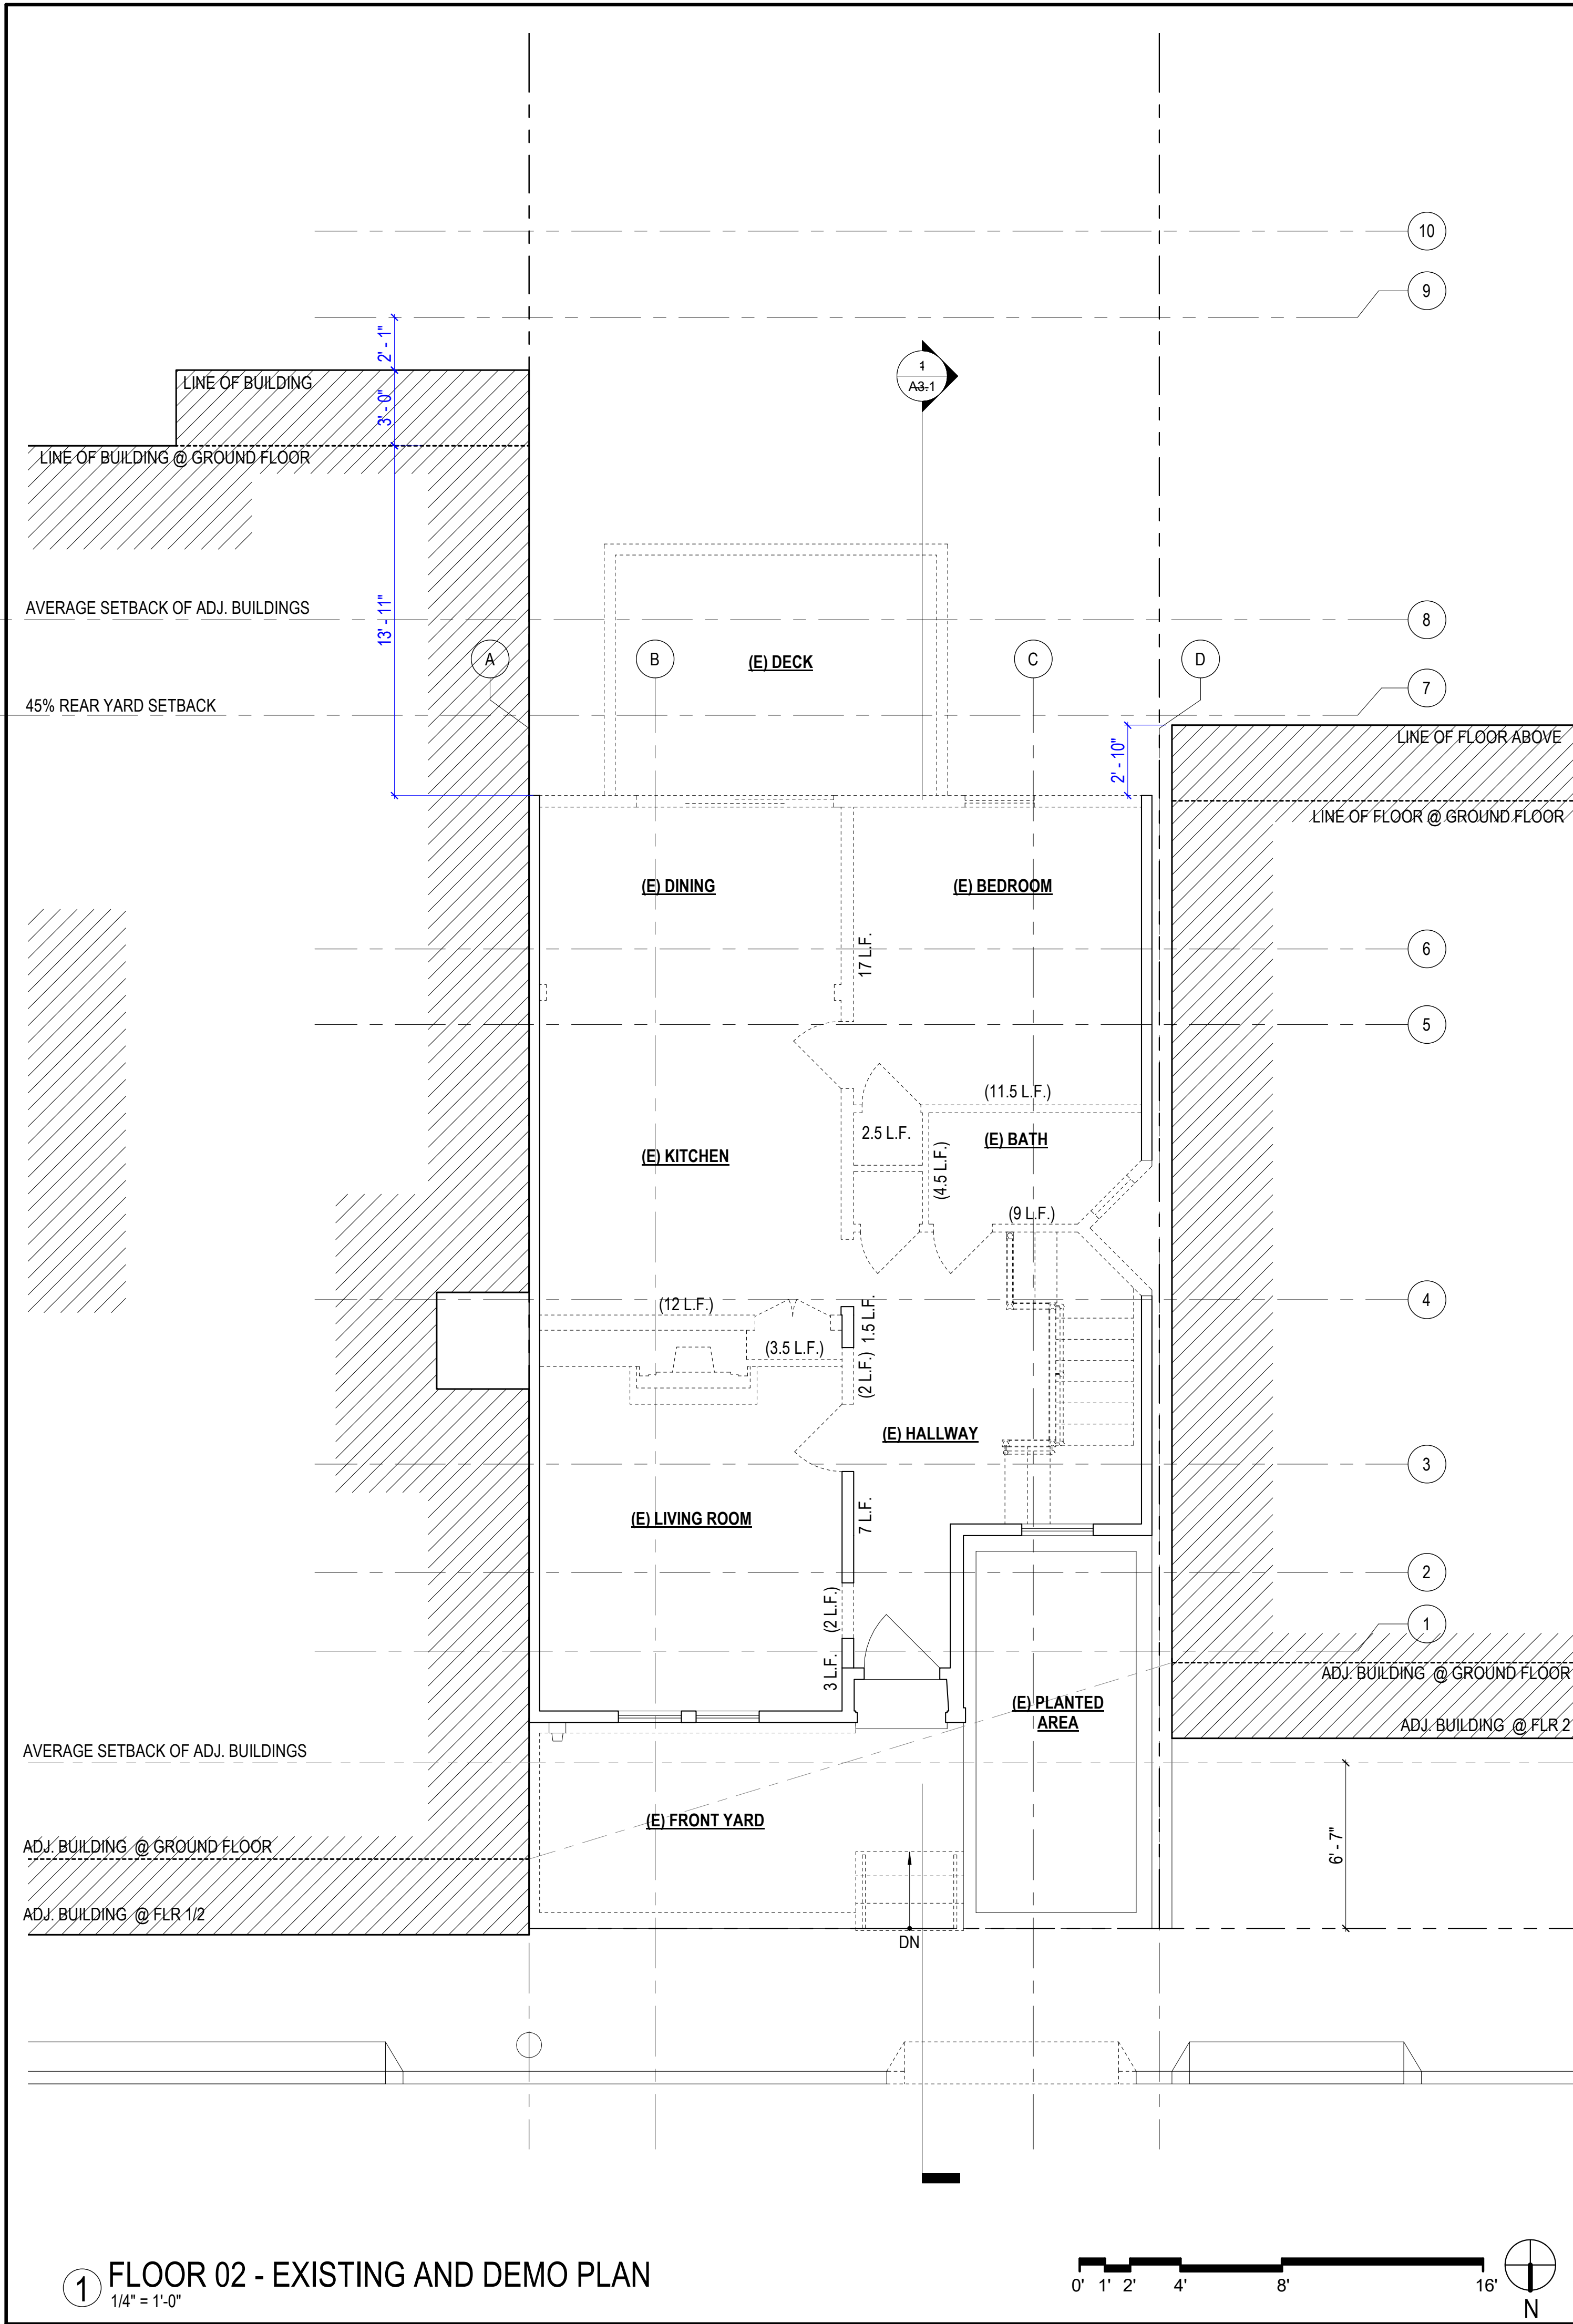 10
9
2' - 1"
1
A3.1
LINE OF BUILDING
3' - 0"
LINE OF BUILDING @ GROUND FLOOR
AVERAGE SETBACK OF ADJ. BUILDINGS
13' - 11"
8
A
B
(E) DECK
C
D
7
45% REAR YARD SETBACK
LINE OF FLOOR ABOVE
2' - 10"
LINE OF FLOOR @ GROUND FLOOR
(E) DINING
(E) BEDROOM
17 L.F.
6
5
(11.5 L.F.)
2.5 L.F.
(E) BATH
(E) KITCHEN
(4.5 L.F.)
(9 L.F.)
4
(12 L.F.)
1.5 L.F.
(3.5 L.F.)
(2 L.F.)
(E) HALLWAY
3
(E) LIVING ROOM
7 L.F.
2
(2 L.F.)
1
3 L.F.
ADJ. BUILDING @ GROUND FLOOR
(E) PLANTED
AREA
ADJ. BUILDING @ FLR 2
AVERAGE SETBACK OF ADJ. BUILDINGS
(E) FRONT YARD
6' - 7"
ADJ. BUILDING @ GROUND FLOOR
ADJ. BUILDING @ FLR 1/2
DN
1 FLOOR 02 - EXISTING AND DEMO PLAN
1/4" = 1'-0"
0' 1' 2' 4' 8' 16'
N